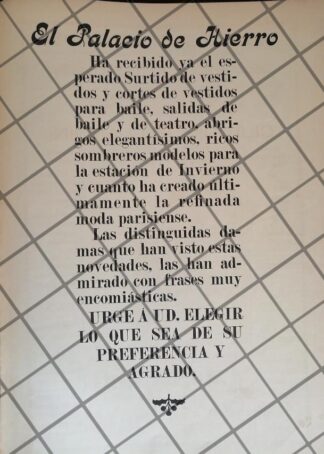 El Palacio de Hierro
Ha recibido ya el es-
perado Surtido de vesti-
dos y cortes de vestidos
para baile, salidas de
baile y de teatro, abri-
gos elegantísimos, ricos
sombreros modelos para
la estación de Invierno
y cuanto ha creado últi-
mamente la refinada
moda parisiense.
Las distinguidas da-
mas que han visto estas
novedades, las han ad-
mirado con frases muy
encomiásticas.
URGE Á UD. ELEGIR
LO QUE SEA DE SU
PREFERENCIA Y
AGRADO.